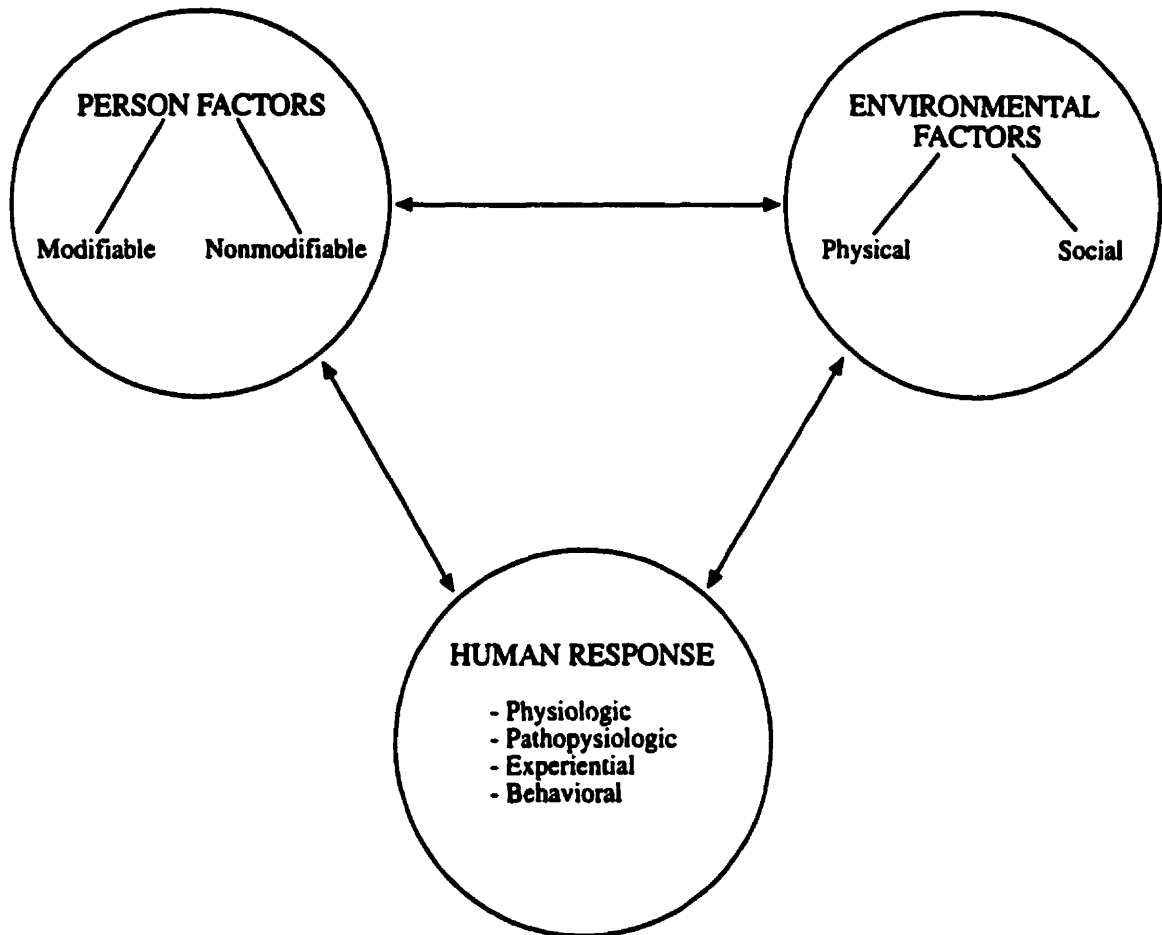 PERSON FACTORS
Modifiable
Nonmodifiable
ENVIRONMENTAL
FACTORS
Physical
Social
HUMAN RESPONSE
- Physiologic
- Pathopysiologic
- Experiential
- Behavioral